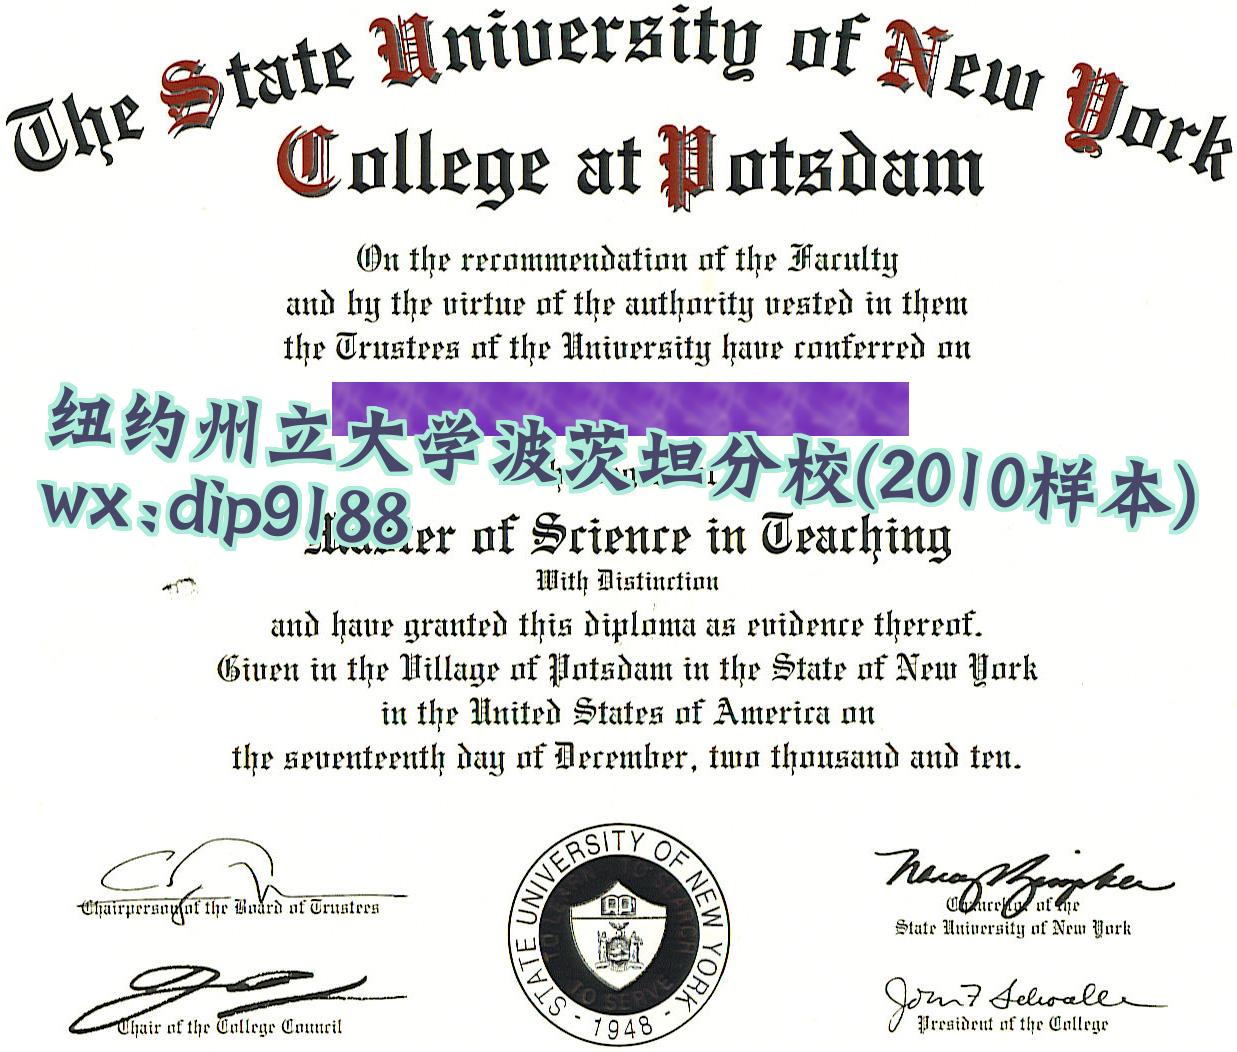 The State University of New York
College at Potsdam
On the recommendation of the Faculty
and by the virtue of the authority vested in them
the Trustees of the University have conferred on
纽约州立大学波茨坦分校(2010样本)
wx:dip9188
Master of Science in Teaching
With Distinction
and have granted this diploma as evidence thereof.
Given in the Village of Potsdam in the State of New York
in the United States of America on
the seventeenth day of December, two thousand and ten.
Chairperson of the Board of Trustees
Chancellor of the
State University of New York
Chair of the College Council
President of the College
STATE UNIVERSITY OF NEW YORK
TO SERVE
- 1948 -